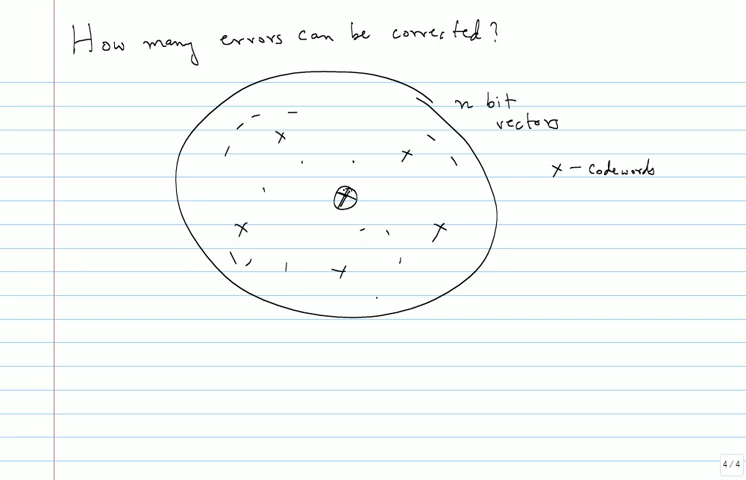 How many errors can be corrected?
n bit
vectors
x - codewords
4/4